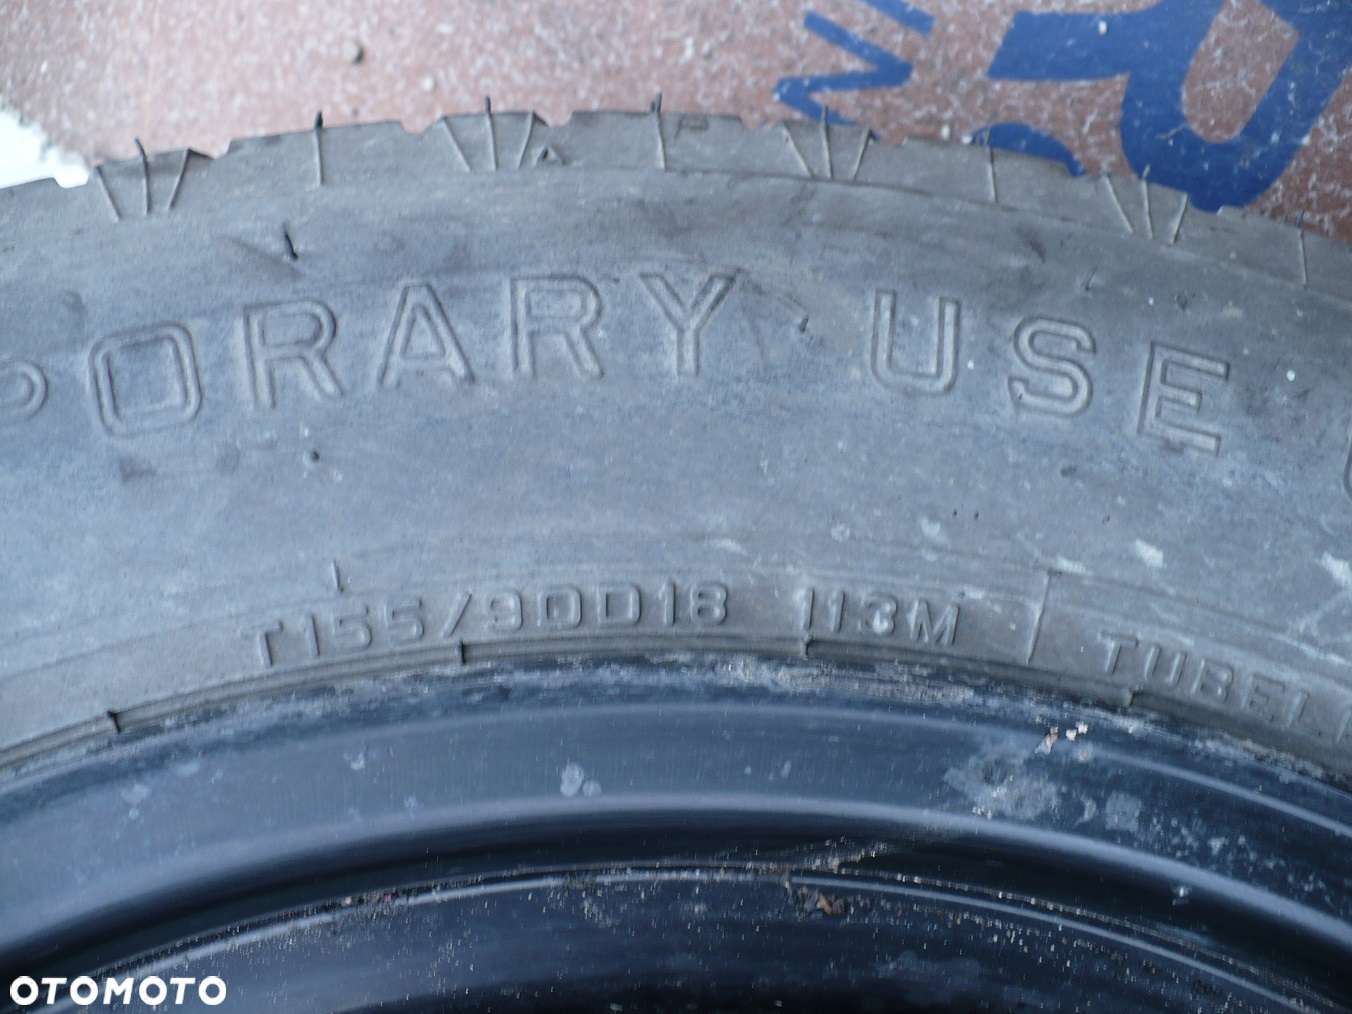 PORARY USE
T155/90D18 113M TUBEL
OTOMOTO